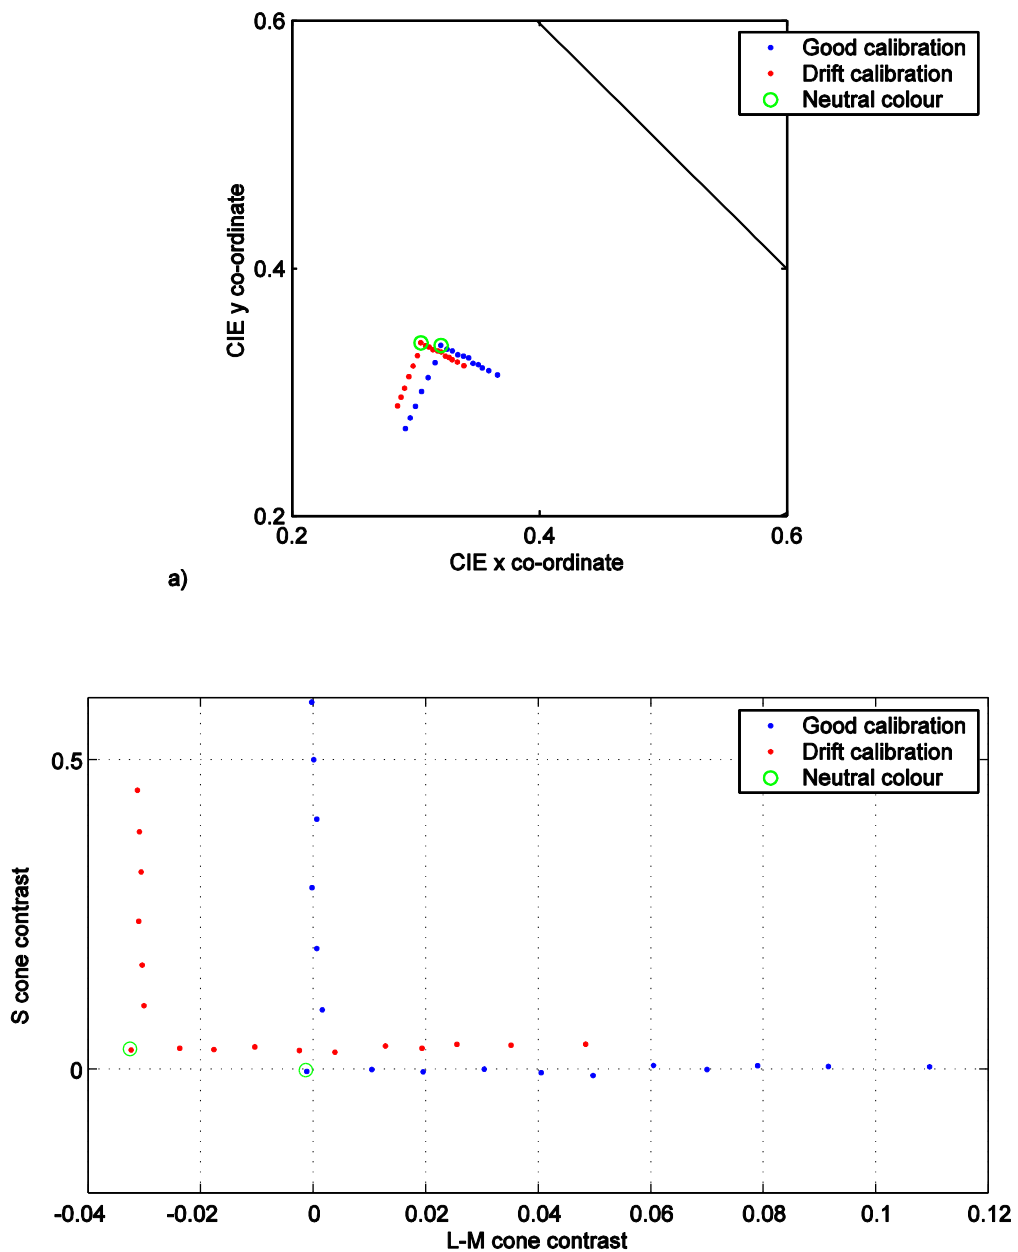 0.6
Good calibration
Drift calibration
Neutral colour
CIE y co-ordinate
0.4
0.2
0.2
0.4
0.6
CIE x co-ordinate
a)
Good calibration
Drift calibration
Neutral colour
0.5
S cone contrast
0
-0.04
-0.02
0
0.02
0.04
0.06
0.08
0.1
0.12
L-M cone contrast